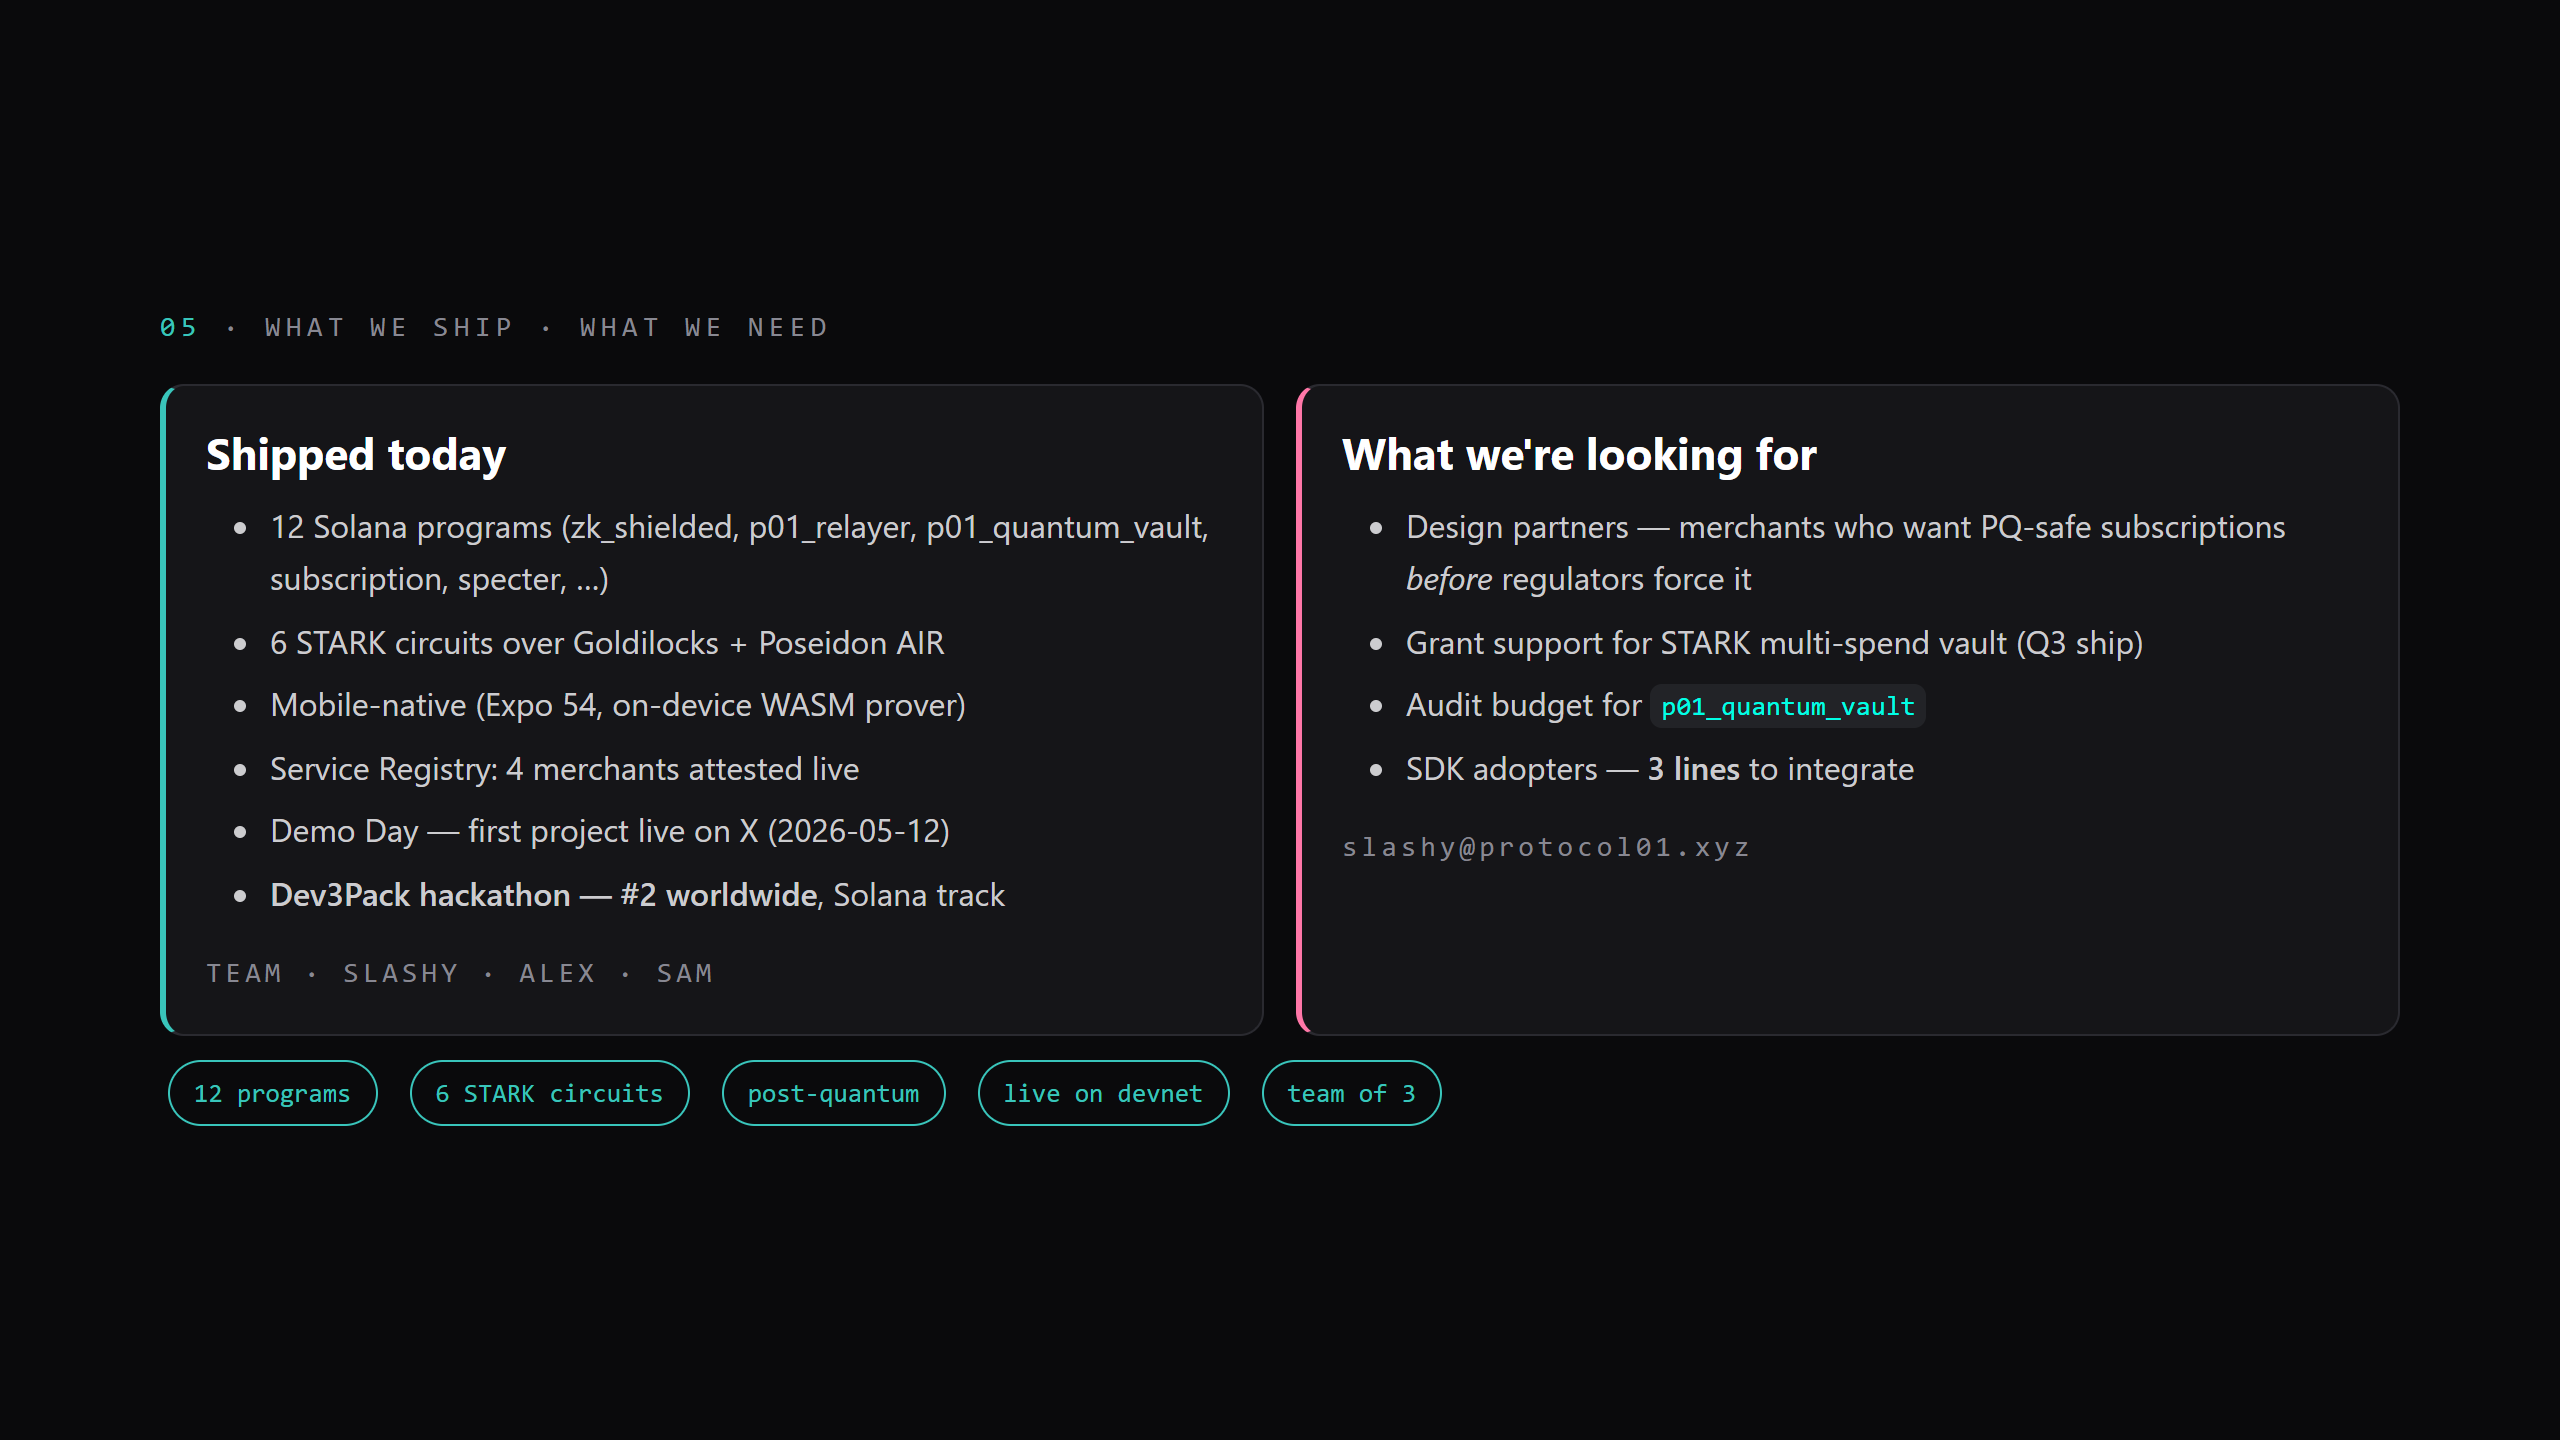 05 · WHAT WE SHIP · WHAT WE NEED
Shipped today
• 12 Solana programs (zk_shielded, p01_relayer, p01_quantum_vault,
subscription, specter, ...)
• 6 STARK circuits over Goldilocks + Poseidon AIR
• Mobile-native (Expo 54, on-device WASM prover)
• Service Registry: 4 merchants attested live
• Demo Day — first project live on X (2026-05-12)
• Dev3Pack hackathon — #2 worldwide, Solana track
TEAM · SLASHY · ALEX · SAM
What we're looking for
• Design partners — merchants who want PQ-safe subscriptions
before regulators force it
• Grant support for STARK multi-spend vault (Q3 ship)
• Audit budget for p01_quantum_vault
• SDK adopters — 3 lines to integrate
slashy@protocol01.xyz
12 programs
6 STARK circuits
post-quantum
live on devnet
team of 3